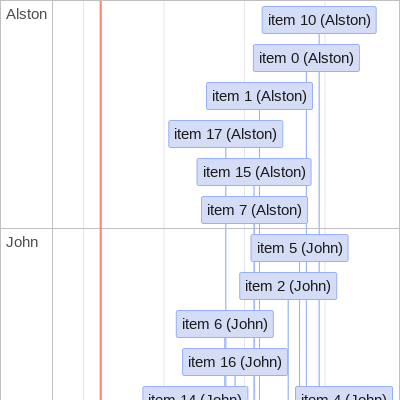 Alston
item 10 (Alston)
item 0 (Alston)
item 1 (Alston)
item 17 (Alston)
item 15 (Alston)
item 7 (Alston)
John
item 5 (John)
item 2 (John)
item 6 (John)
item 16 (John)
item 14 (John)
item 4 (John)